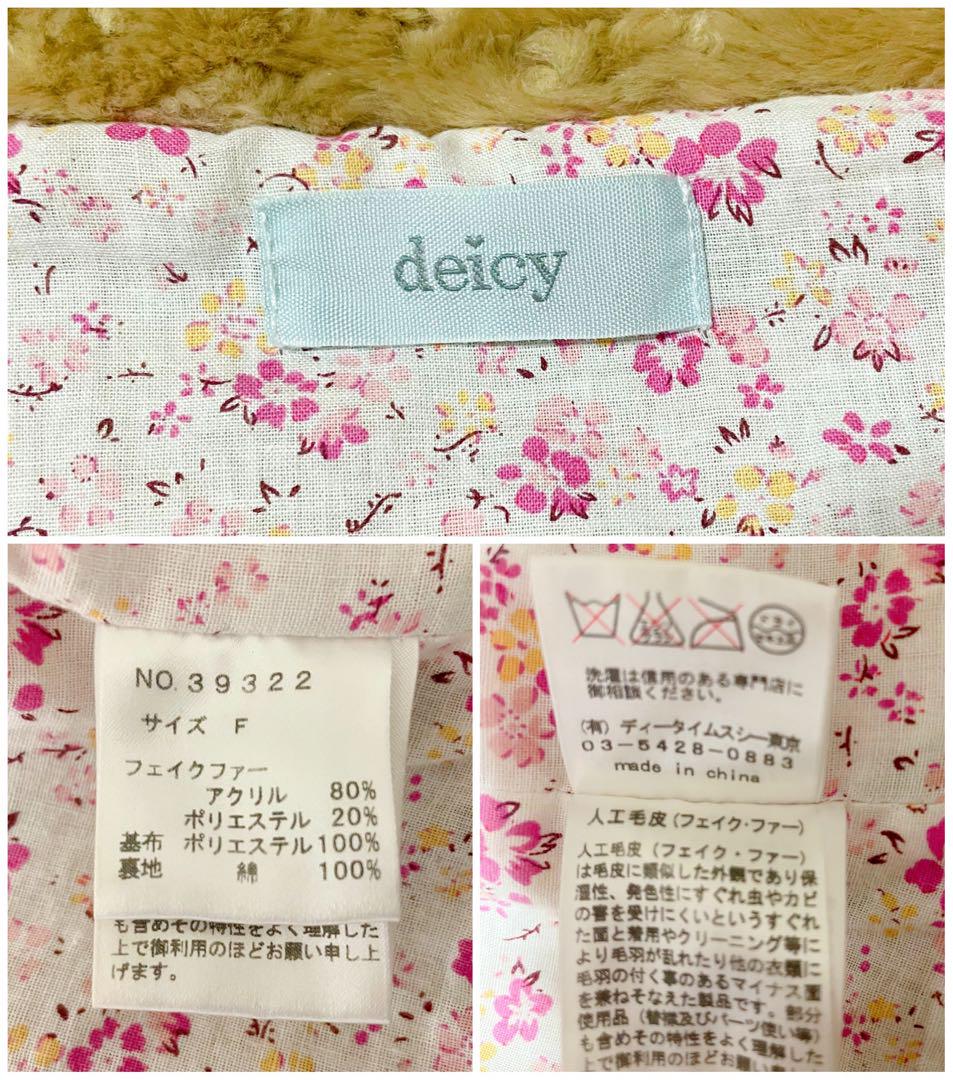 deicy
NO.39322
サイズ F
フェイクファー
アクリル 80%
ポリエステル 20%
基布 ポリエステル 100%
裏地 綿 100%
も含めその特性をよく理解した
上で御利用のほどお願い申し上
げます。
洗濯は信用のある専門店に
御相談ください。
(有) ディータイムスシー東京
03-5428-0883
made in china
人工毛皮(フェイク・ファー)
人工毛皮(フェイク・ファー)
は毛皮に類似した外観であり保
温性、発色性にすぐれ虫やカビ
の害を受けにくいというすぐれ
た面と着用やクリーニング等に
より毛羽が乱れたり他の衣類に
毛羽の付く事のあるマイナス面
を兼ねそなえた製品です。部分
使用品(替襟及びパーツ使い等)
も含めその特性をよく理解した
上で御利用のほどお願い